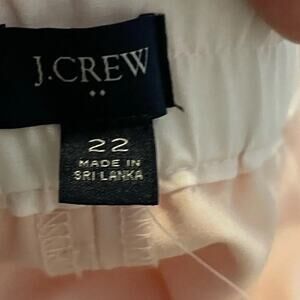 J.CREW
22
MADE IN
SRI LANKA